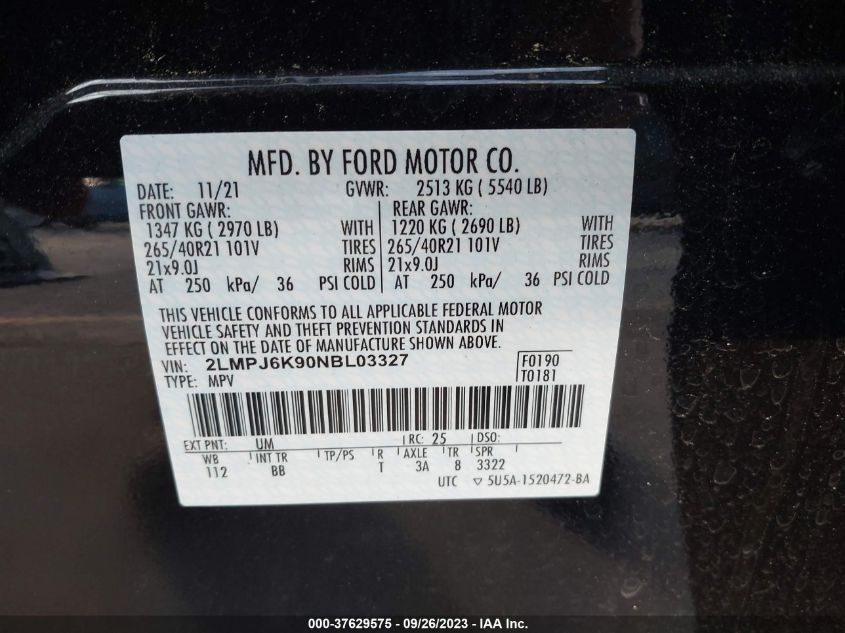 MFD. BY FORD MOTOR CO.
DATE: 11/21 GVWR: 2513 KG ( 5540 LB)
FRONT GAWR: REAR GAWR:
1347 KG ( 2970 LB) WITH 1220 KG ( 2690 LB) WITH
265/40R21 101V TIRES 265/40R21 101V TIRES
21x9.0J RIMS 21x9.0J RIMS
AT 250 kPa/ 36 PSI COLD AT 250 kPa/ 36 PSI COLD
THIS VEHICLE CONFORMS TO ALL APPLICABLE FEDERAL MOTOR
VEHICLE SAFETY AND THEFT PREVENTION STANDARDS IN
EFFECT ON THE DATE OF MANUFACTURE SHOWN ABOVE.
VIN: 2LMPJ6K90NBL03327 F0190
TYPE: MPV T0181
EXT PNT: UM RC: 25 DSO:
WB INT TR TP/PS R AXLE TR SPR
112 BB T 3A 8 3322
UTC ▽ 5U5A-1520472-BA
000-37629575 - 09/26/2023 - IAA Inc.